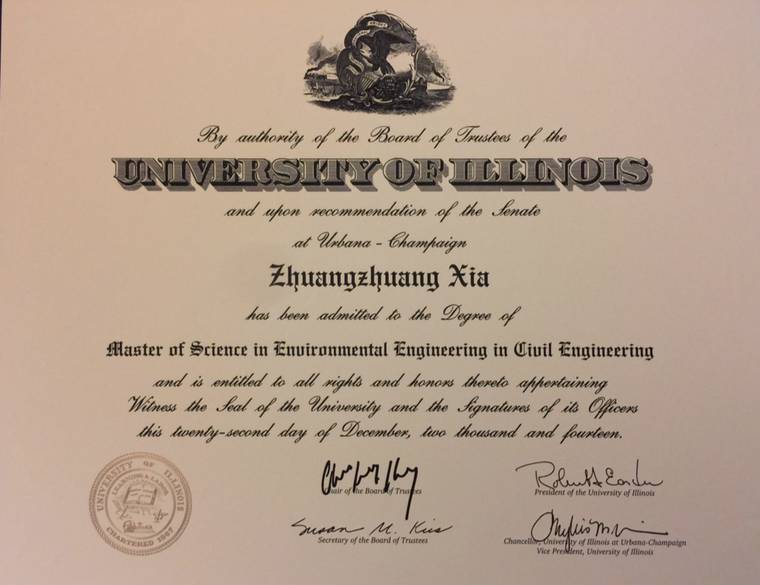 By authority of the Board of Trustees of the
UNIVERSITY OF ILLINOIS
and upon recommendation of the Senate
at Urbana - Champaign
Zhuangzhuang Xia
has been admitted to the Degree of
Master of Science in Environmental Engineering in Civil Engineering
and is entitled to all rights and honors thereto appertaining
Witness the Seal of the University and the Signatures of its Officers
this twenty-second day of December, two thousand and fourteen.
Chair of the Board of Trustees
President of the University of Illinois
Susan M. Kies
Secretary of the Board of Trustees
Chancellor, University of Illinois at Urbana-Champaign
Vice President, University of Illinois
UNIVERSITY OF ILLINOIS
LEARNING & LABOR
CHARTERED 1867